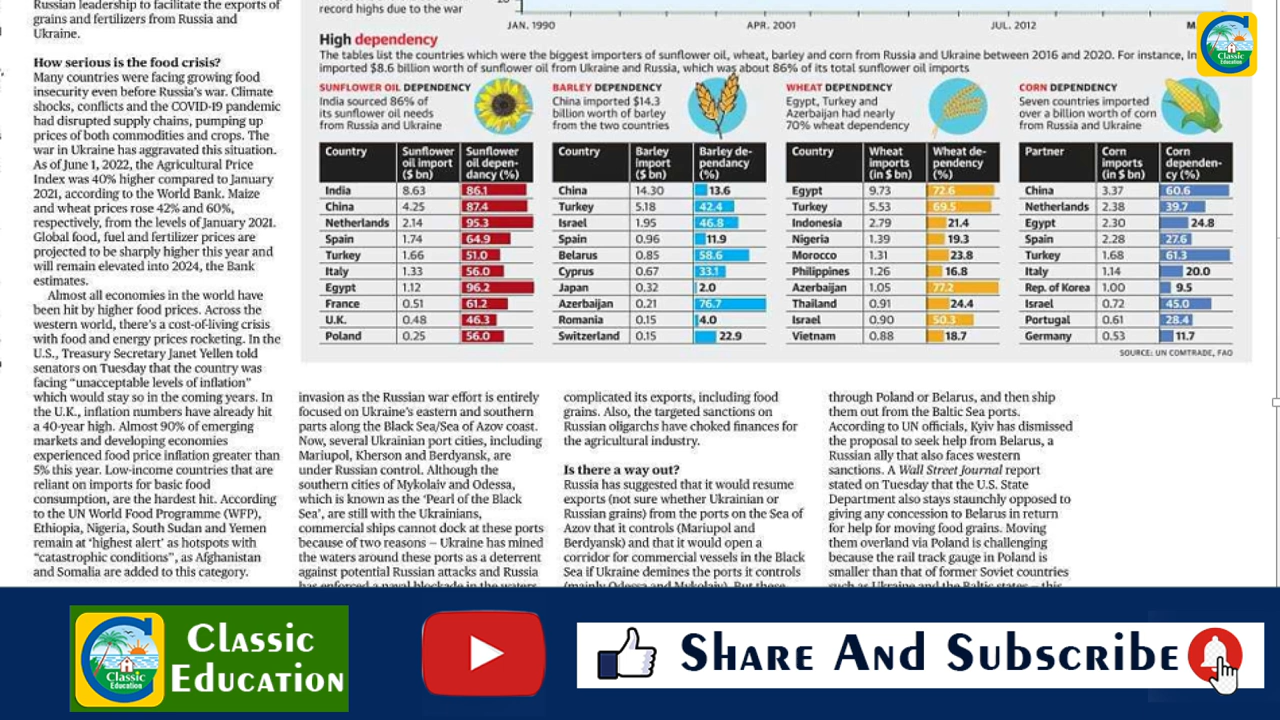 Russian leadership to facilitate the exports of
grains and fertilizers from Russia and
Ukraine.
How serious is the food crisis?
Many countries were facing growing food
insecurity even before Russia's war. Climate
shocks, conflicts and the COVID-19 pandemic
had disrupted supply chains, pumping up
prices of both commodities and crops. The
war in Ukraine has aggravated this situation.
As of June 1, 2022, the Agricultural Price
Index was 40% higher compared to January
2021, according to the World Bank. Maize
and wheat prices rose 42% and 60%,
respectively, from the levels of January 2021.
Global food, fuel and fertilizer prices are
projected to be sharply higher this year and
will remain elevated into 2024, the Bank
estimates.
Almost all economies in the world have
been hit by higher food prices. Across the
western world, there's a cost-of-living crisis
with food and energy prices rocketing. In the
U.S., Treasury Secretary Janet Yellen told
senators on Tuesday that the country was
facing "unacceptable levels of inflation"
which would stay so in the coming years. In
the U.K., inflation numbers have already hit
a 40-year high. Almost 90% of emerging
markets and developing economies
experienced food price inflation greater than
5% this year. Low-income countries that are
reliant on imports for basic food
consumption, are the hardest hit. According
to the UN World Food Programme (WFP),
Ethiopia, Nigeria, South Sudan and Yemen
remain at 'highest alert' as hotspots with
"catastrophic conditions", as Afghanistan
and Somalia are added to this category.
record highs due to the war
JAN. 1990 APR. 2001 JUL. 2012
High dependency
The tables list the countries which were the biggest importers of sunflower oil, wheat, barley and corn from Russia and Ukraine between 2016 and 2020. For instance, In
imported $8.6 billion worth of sunflower oil from Ukraine and Russia, which was about 86% of its total sunflower oil imports
SUNFLOWER OIL DEPENDENCY
India sourced 86% of
its sunflower oil needs
from Russia and Ukraine
Country Sunflower oil import ($ bn) Sunflower oil depen-dancy (%)
India 8.63 86.1
China 4.25 87.4
Netherlands 2.14 95.3
Spain 1.74 64.9
Turkey 1.66 51.0
Italy 1.33 56.0
Egypt 1.12 96.2
France 0.51 61.2
U.K. 0.48 46.3
Poland 0.25 56.0
BARLEY DEPENDENCY
China imported $14.3
billion worth of barley
from the two countries
Country Barley import ($ bn) Barley de-pendancy (%)
China 14.30 13.6
Turkey 5.18 42.4
Israel 1.95 46.8
Spain 0.96 11.9
Belarus 0.85 58.6
Cyprus 0.67 33.1
Japan 0.32 2.0
Azerbaijan 0.21 76.7
Romania 0.15 4.0
Switzerland 0.15 22.9
WHEAT DEPENDENCY
Egypt, Turkey and
Azerbaijan had nearly
70% wheat dependency
Country Wheat imports (in $ bn) Wheat de-pendency (%)
Egypt 9.73 72.6
Turkey 5.53 69.5
Indonesia 2.79 21.4
Nigeria 1.39 19.3
Morocco 1.31 23.8
Philippines 1.26 16.8
Azerbaijan 1.05 77.2
Thailand 0.91 24.4
Israel 0.90 50.3
Vietnam 0.88 18.7
CORN DEPENDENCY
Seven countries imported
over a billion worth of corn
from Russia and Ukraine
Partner Corn imports (in $ bn) Corn dependen-cy (%)
China 3.37 60.6
Netherlands 2.38 39.7
Egypt 2.30 24.8
Spain 2.28 27.6
Turkey 1.68 61.3
Italy 1.14 20.0
Rep. of Korea 1.00 9.5
Israel 0.72 45.0
Portugal 0.61 28.4
Germany 0.53 11.7
SOURCE: UN COMTRADE, FAO
invasion as the Russian war effort is entirely
focused on Ukraine's eastern and southern
parts along the Black Sea/Sea of Azov coast.
Now, several Ukrainian port cities, including
Mariupol, Kherson and Berdyansk, are
under Russian control. Although the
southern cities of Mykolaiv and Odessa,
which is known as the 'Pearl of the Black
Sea', are still with the Ukrainians,
commercial ships cannot dock at these ports
because of two reasons – Ukraine has mined
the waters around these ports as a deterrent
against potential Russian attacks and Russia
has enforced a naval blockade in the waters
complicated its exports, including food
grains. Also, the targeted sanctions on
Russian oligarchs have choked finances for
the agricultural industry.
Is there a way out?
Russia has suggested that it would resume
exports (not sure whether Ukrainian or
Russian grains) from the ports on the Sea of
Azov that it controls (Mariupol and
Berdyansk) and that it would open a
corridor for commercial vessels in the Black
Sea if Ukraine demines the ports it controls
(mainly Odessa and Mykolaiv). But these
through Poland or Belarus, and then ship
them out from the Baltic Sea ports.
According to UN officials, Kyiv has dismissed
the proposal to seek help from Belarus, a
Russian ally that also faces western
sanctions. A Wall Street Journal report
stated on Tuesday that the U.S. State
Department also stays staunchly opposed to
giving any concession to Belarus in return
for help for moving food grains. Moving
them overland via Poland is challenging
because the rail track gauge in Poland is
smaller than that of former Soviet countries
such as Ukraine and the Baltic states – this
Classic
Education
Classic
Education
Classic
Education
Share And Subscribe